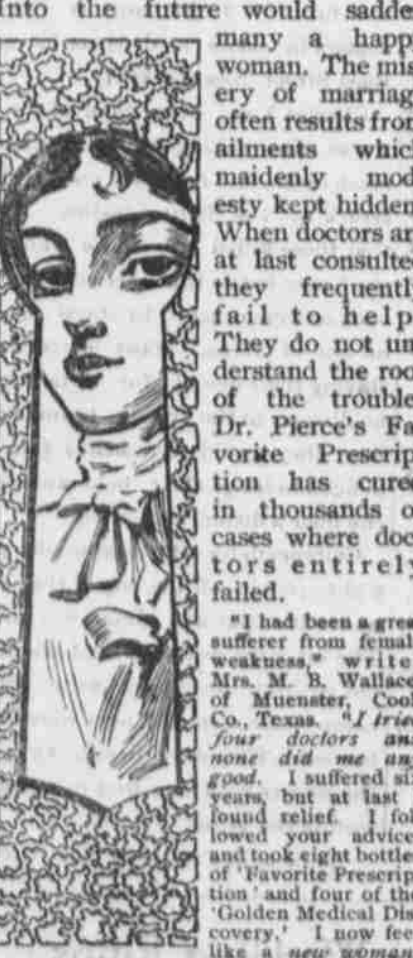 Into the future would sadde
many a happ
woman. The mis
ery of marriag
often results from
ailments which
maidenly mod
esty kept hidden
When doctors ar
at last consulte
they frequently
fail to help
They do not un
derstand the roo
of the trouble
Dr. Pierce's Fa
vorite Prescrip
tion has cured
in thousands o
cases where doc
tors entirely
failed.
"I had been a grea
sufferer from femal
weakness," write
Mrs. M. B. Wallace
of Muenster, Cook
Co., Texas. "I trie
four doctors and
none did me any
good. I suffered six
years, but at last I
found relief. I fol
lowed your advice
and took eight bottle
of 'Favorite Prescrip
tion' and four of the
'Golden Medical Dis
covery.' I now fee
like a new woman